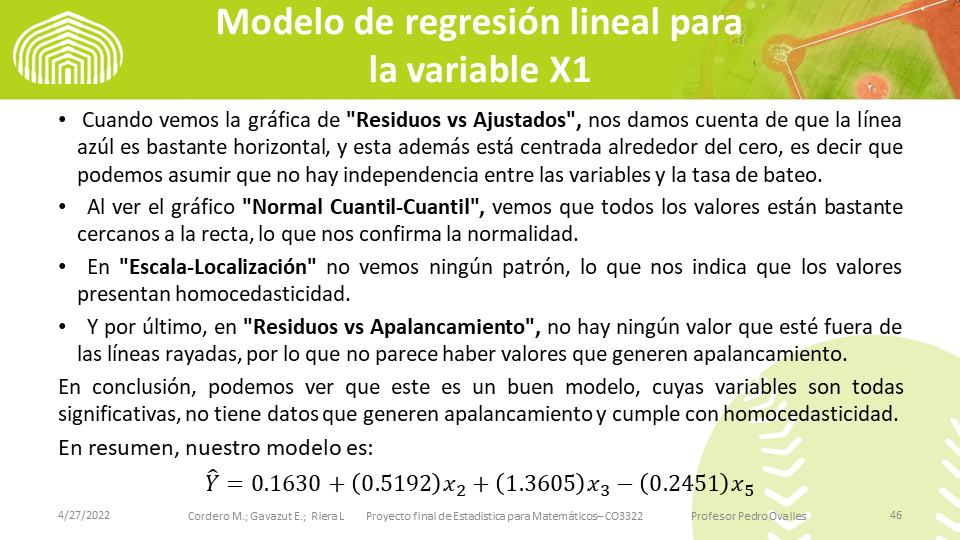 Modelo de regresión lineal para
la variable X1
• Cuando vemos la gráfica de "Residuos vs Ajustados", nos damos cuenta de que la línea
azúl es bastante horizontal, y esta además está centrada alrededor del cero, es decir que
podemos asumir que no hay independencia entre las variables y la tasa de bateo.
• Al ver el gráfico "Normal Cuantil-Cuantil", vemos que todos los valores están bastante
cercanos a la recta, lo que nos confirma la normalidad.
• En "Escala-Localización" no vemos ningún patrón, lo que nos indica que los valores
presentan homocedasticidad.
• Y por último, en "Residuos vs Apalancamiento", no hay ningún valor que esté fuera de
las líneas rayadas, por lo que no parece haber valores que generen apalancamiento.
En conclusión, podemos ver que este es un buen modelo, cuyas variables son todas
significativas, no tiene datos que generen apalancamiento y cumple con homocedasticidad.
En resumen, nuestro modelo es:
Ŷ = 0.1630 + (0.5192)x₂ + (1.3605)x₃ − (0.2451)x₅
4/27/2022 Cordero M.; Gavazut E.; Riera L Proyecto final de Estadistica para Matemáticos– CO3322 Profesor Pedro Ovalles 46